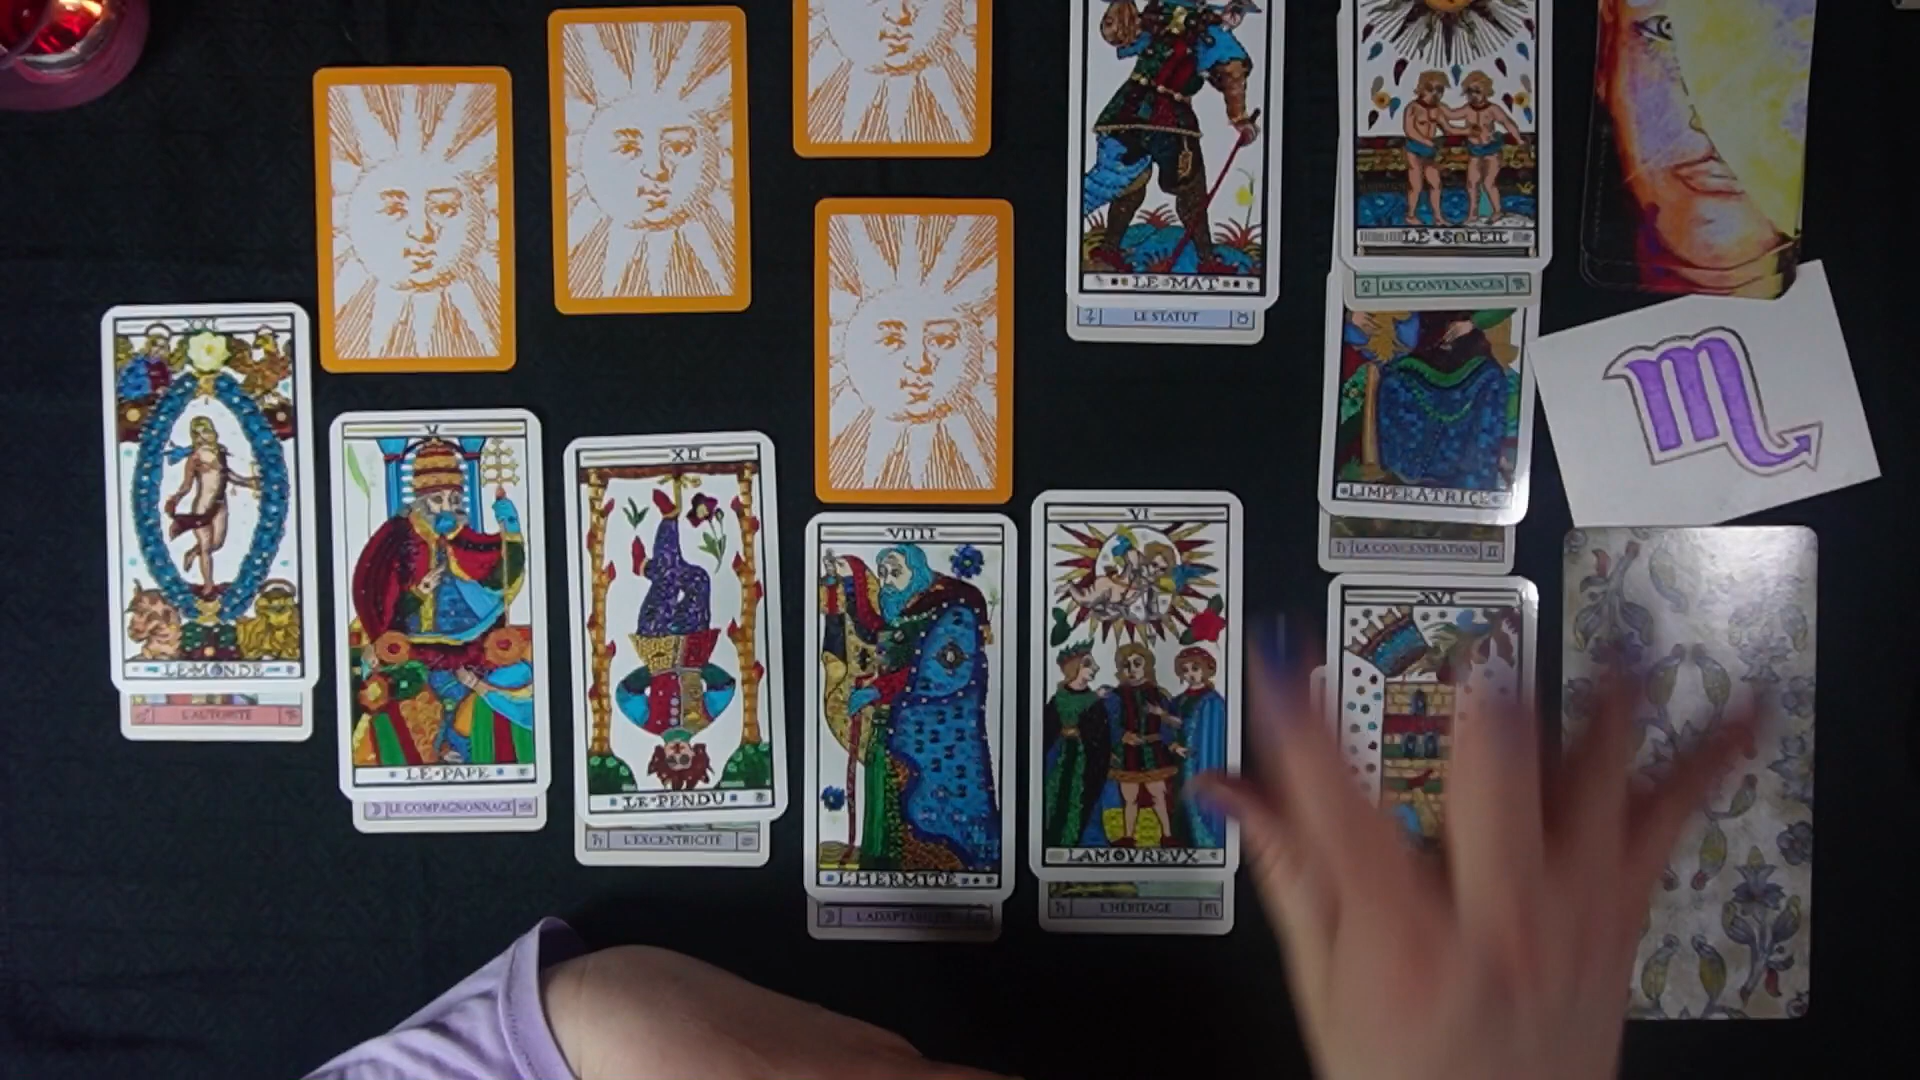 XXI
LE·MONDE
L'AUTORITÉ
V
LE·PAPE
LE COMPAGNONNAGE
XII
LE·PENDU
L'EXCENTRICITÉ
VIIII
L'HERMITE
L'ADAPTABILITÉ
VI
LAMOVREVX
L'HÉRITAGE
LE·MAT
LE STATUT
LE·SOLEIL
LES CONVENANCES
LIMPERATRICE
LA CONCENTRATION
XVI